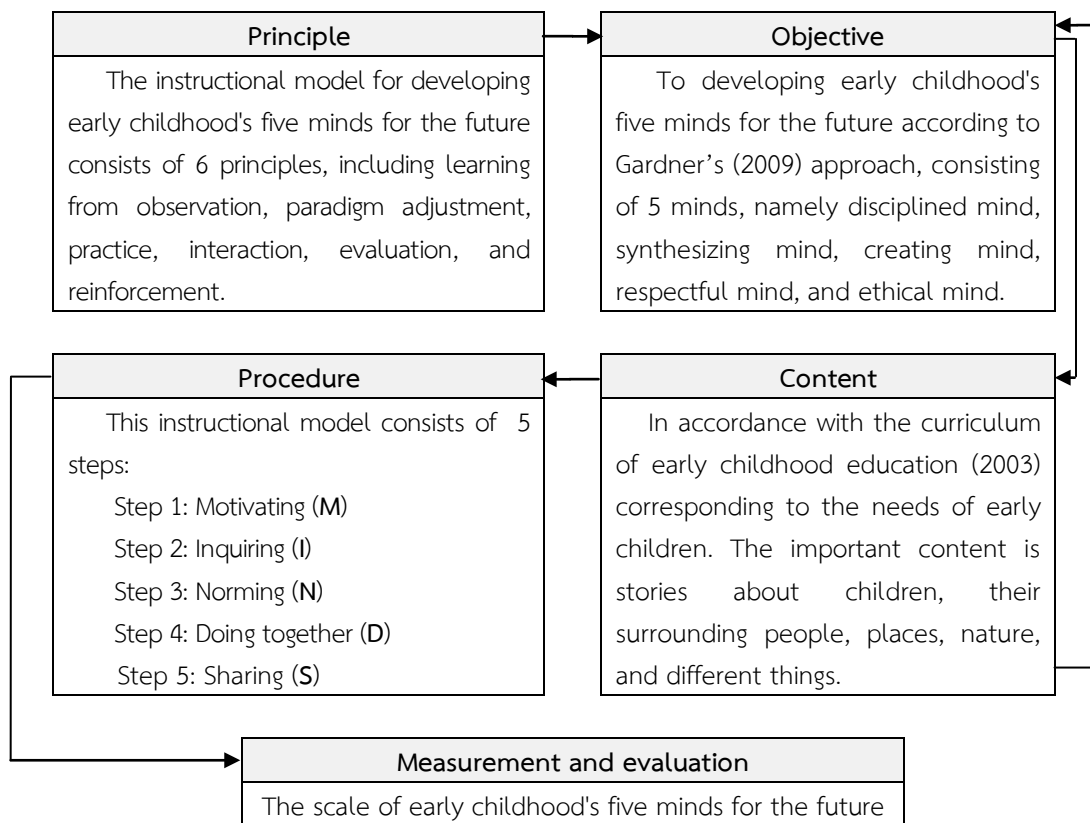 Principle
The instructional model for developing
early childhood's five minds for the future
consists of 6 principles, including learning
from observation, paradigm adjustment,
practice, interaction, evaluation, and
reinforcement.
Objective
To developing early childhood's
five minds for the future according to
Gardner's (2009) approach, consisting
of 5 minds, namely disciplined mind,
synthesizing mind, creating mind,
respectful mind, and ethical mind.
Procedure
This instructional model consists of 5
steps:
Step 1: Motivating (M)
Step 2: Inquiring (I)
Step 3: Norming (N)
Step 4: Doing together (D)
Step 5: Sharing (S)
Content
In accordance with the curriculum
of early childhood education (2003)
corresponding to the needs of early
children. The important content is
stories about children, their
surrounding people, places, nature,
and different things.
Measurement and evaluation
The scale of early childhood's five minds for the future